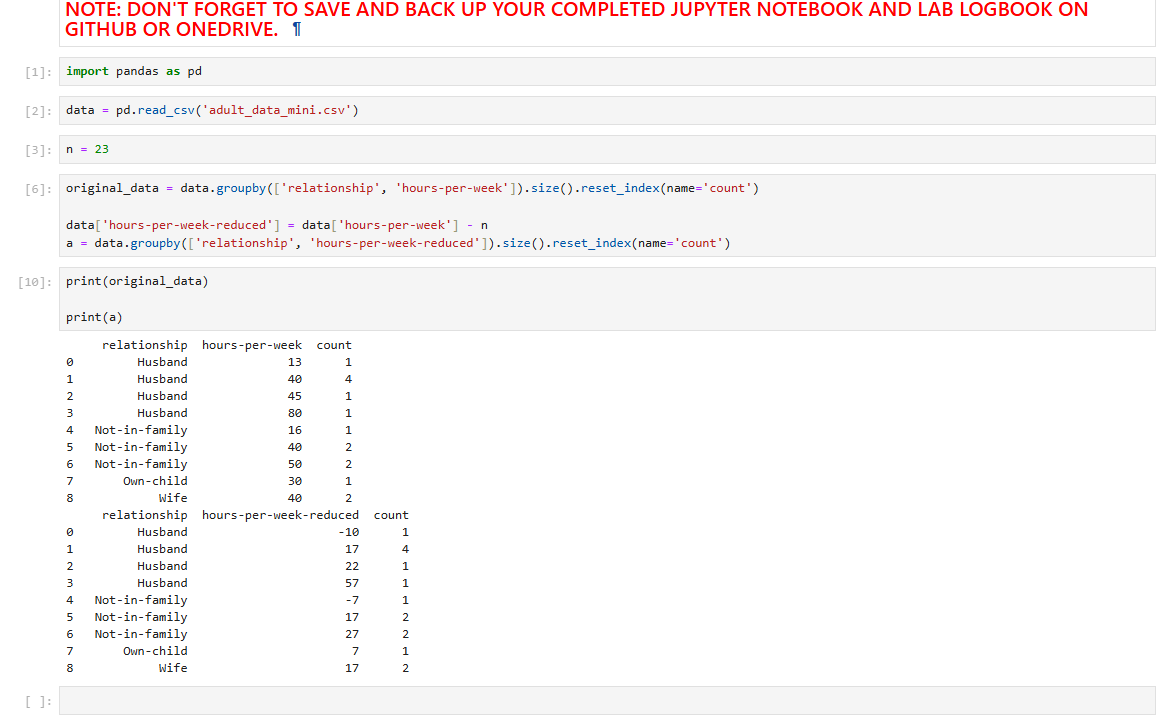 NOTE: DON'T FORGET TO SAVE AND BACK UP YOUR COMPLETED JUPYTER NOTEBOOK AND LAB LOGBOOK ON
GITHUB OR ONEDRIVE. ¶
[1]: import pandas as pd
[2]: data = pd.read_csv('adult_data_mini.csv')
[3]: n = 23
[6]: original_data = data.groupby(['relationship', 'hours-per-week']).size().reset_index(name='count')
data['hours-per-week-reduced'] = data['hours-per-week'] - n
a = data.groupby(['relationship', 'hours-per-week-reduced']).size().reset_index(name='count')
[10]: print(original_data)
print(a)
relationship hours-per-week count
0 Husband 13 1
1 Husband 40 4
2 Husband 45 1
3 Husband 80 1
4 Not-in-family 16 1
5 Not-in-family 40 2
6 Not-in-family 50 2
7 Own-child 30 1
8 Wife 40 2
relationship hours-per-week-reduced count
0 Husband -10 1
1 Husband 17 4
2 Husband 22 1
3 Husband 57 1
4 Not-in-family -7 1
5 Not-in-family 17 2
6 Not-in-family 27 2
7 Own-child 7 1
8 Wife 17 2
[ ]: